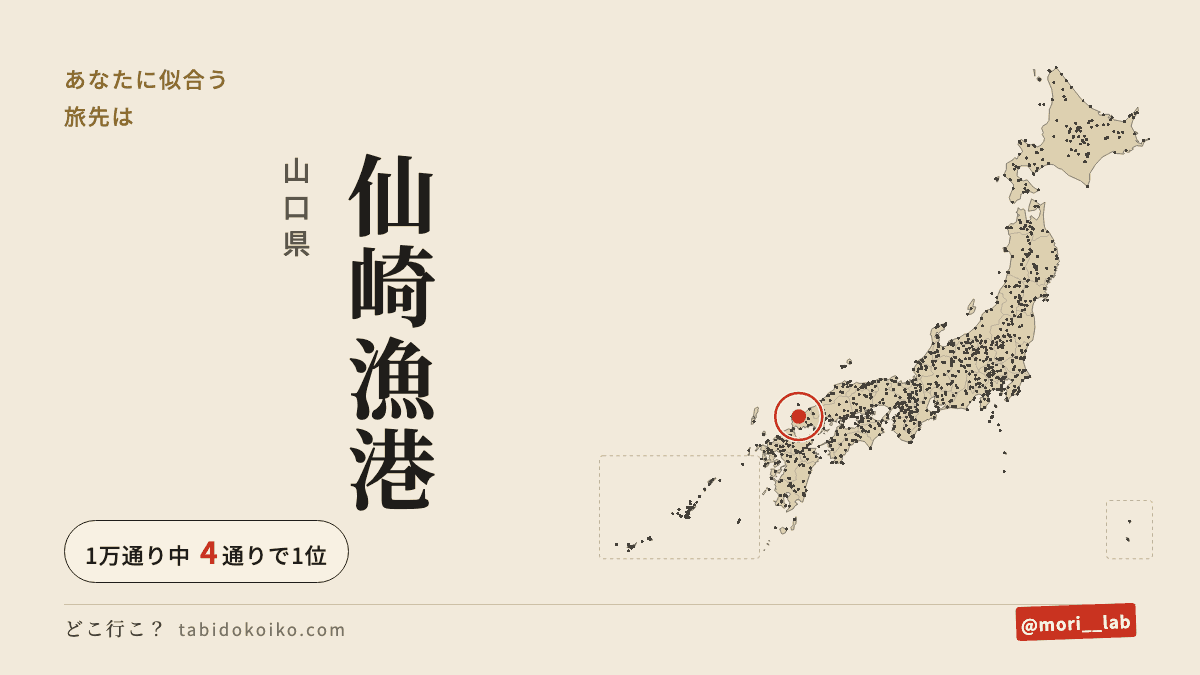 あなたに似合う
旅先は
仙崎漁港
山口県
1万通り中 4通りで1位
どこ行こ? tabidokoiko.com
@mori__lab